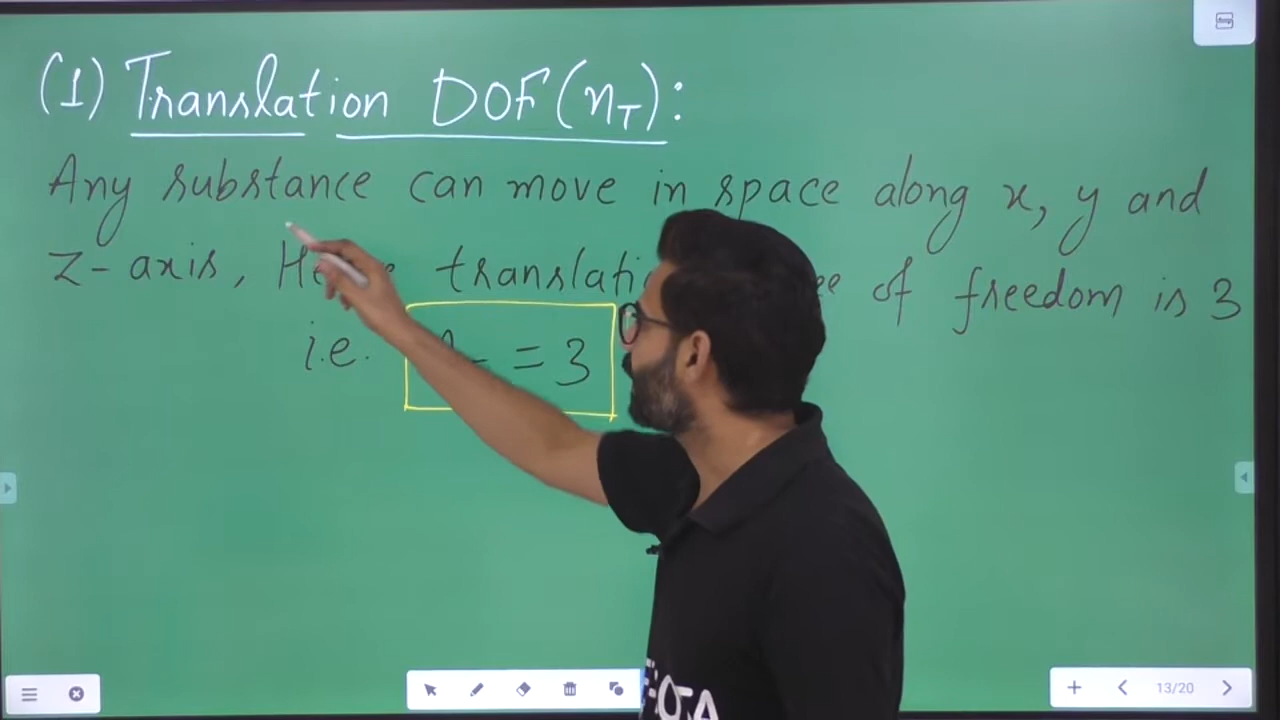 (1) Translation DOF (nT):
Any substance can move in space along x, y and
z-axis, translati of freedom is 3
i.e. = 3
13/20